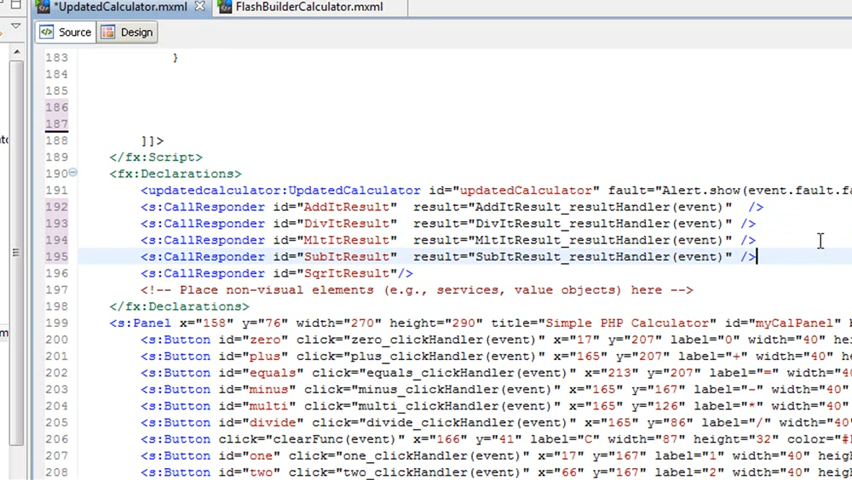 *UpdatedCalculator.mxml FlashBuilderCalculator.mxml
Source Design
183 }
184
185
186
187
188 ]]>
189 </fx:Script>
190 <fx:Declarations>
191 <updatedcalculator:UpdatedCalculator id="updatedCalculator" fault="Alert.show(event.fault.fa
192 <s:CallResponder id="AddItResult" result="AddItResult_resultHandler(event)" />
193 <s:CallResponder id="DivItResult" result="DivItResult_resultHandler(event)" />
194 <s:CallResponder id="MltItResult" result="MltItResult_resultHandler(event)" />
195 <s:CallResponder id="SubItResult" result="SubItResult_resultHandler(event)" />
196 <s:CallResponder id="SqrItResult"/>
197 <!-- Place non-visual elements (e.g., services, value objects) here -->
198 </fx:Declarations>
199 <s:Panel x="158" y="76" width="270" height="290" title="Simple PHP Calculator" id="myCalPanel"
200 <s:Button id="zero" click="zero_clickHandler(event)" x="17" y="207" label="0" width="40"
201 <s:Button id="plus" click="plus_clickHandler(event)" x="165" y="207" label="+" width="40"
202 <s:Button id="equals" click="equals_clickHandler(event)" x="213" y="207" label="=" width="40
203 <s:Button id="minus" click="minus_clickHandler(event)" x="165" y="167" label="-" width="40"
204 <s:Button id="multi" click="multi_clickHandler(event)" x="165" y="126" label="*" width="40"
205 <s:Button id="divide" click="divide_clickHandler(event)" x="165" y="86" label="/" width="40"
206 <s:Button click="clearFunc(event)" x="166" y="41" label="C" width="87" height="32" color="#
207 <s:Button id="one" click="one_clickHandler(event)" x="17" y="167" label="1" width="40" heigh
208 <s:Button id="two" click="two_clickHandler(event)" x="66" y="167" label="2" width="40" heigh